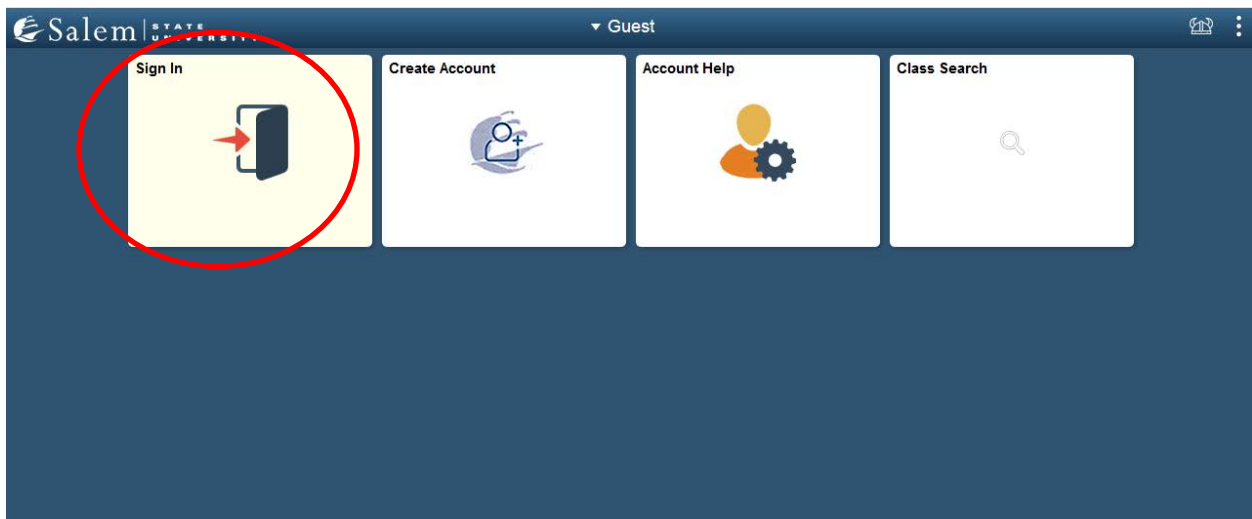 Salem STATE UNIVERSITY
Guest
Sign In
Create Account
Account Help
Class Search